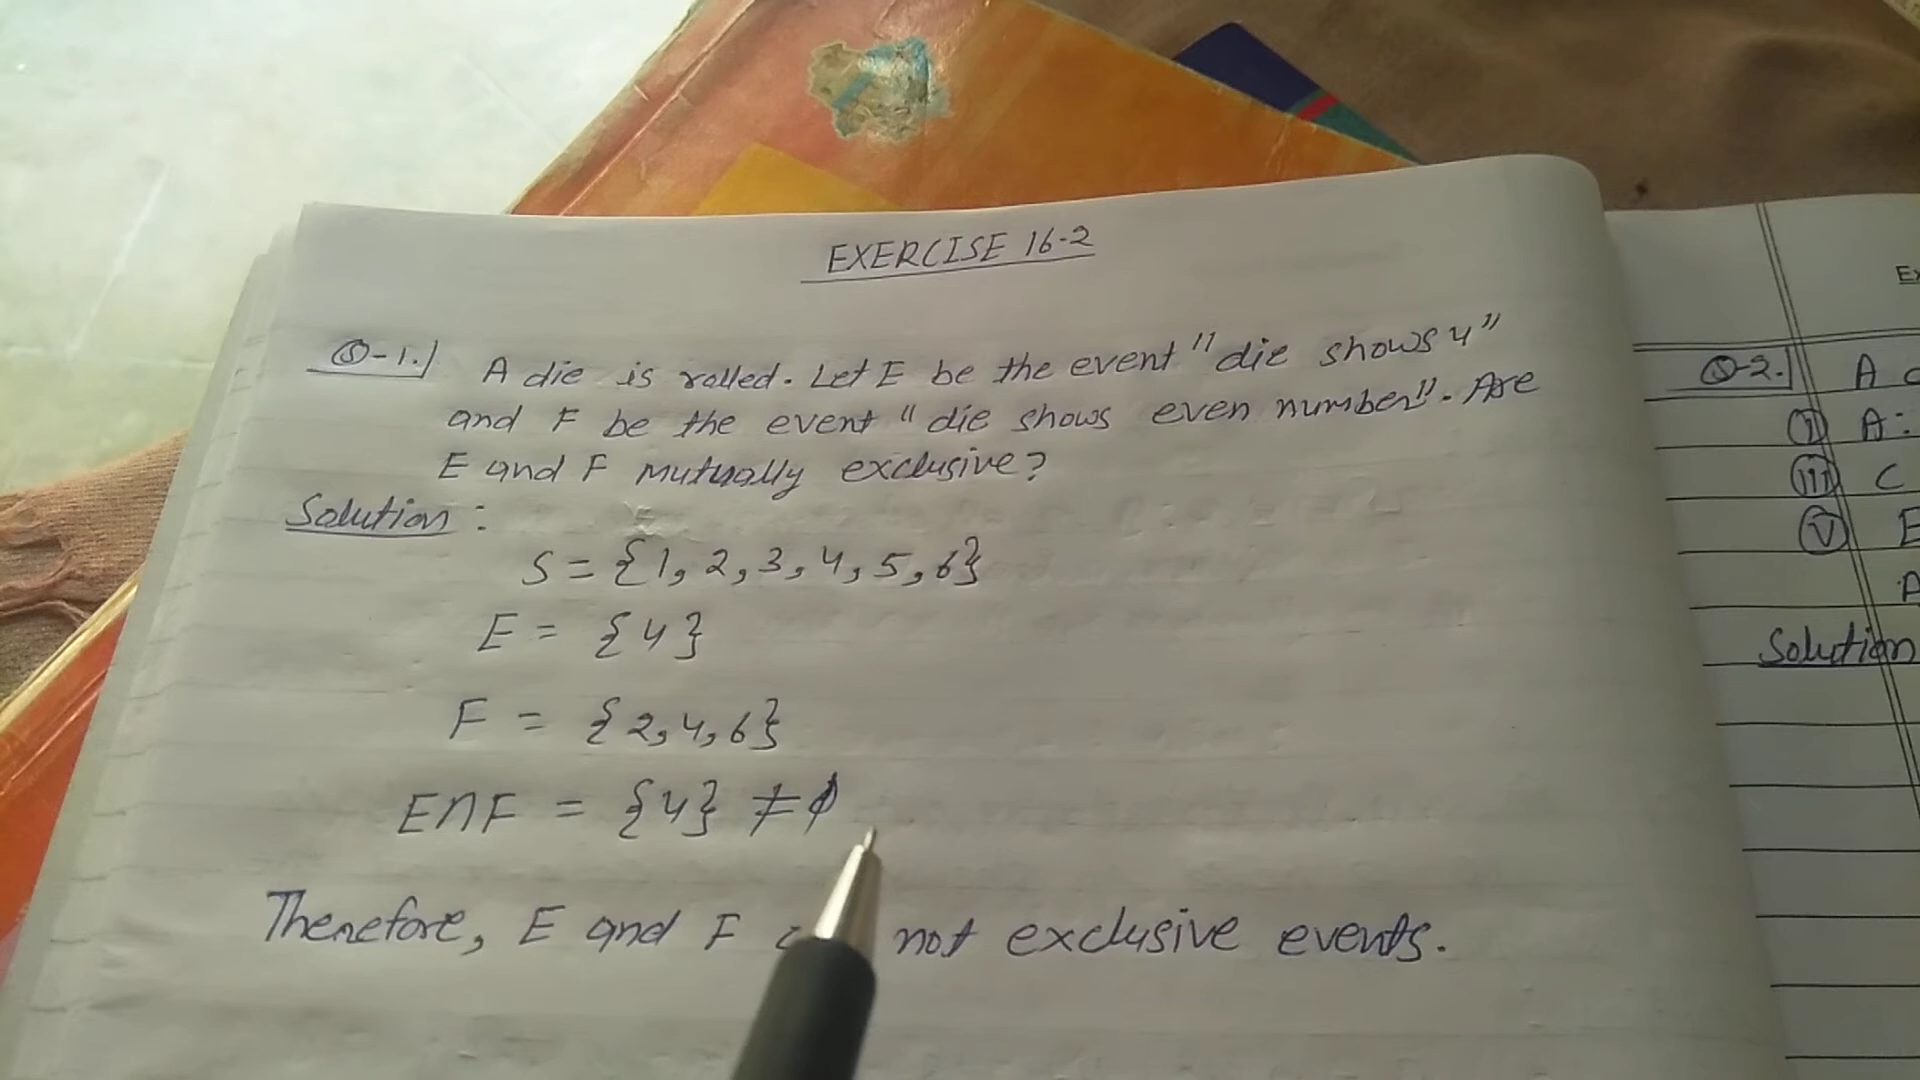 EXERCISE 16-2
Q-1.) A die is rolled. Let E be the event "die shows 4"
and F be the event "die shows even number". Are
E and F mutually exclusive?
Solution:
S = {1, 2, 3, 4, 5, 6}
E = {4}
F = {2, 4, 6}
E∩F = {4} ≠ ϕ
Therefore, E and F not exclusive events.
Q-2.) A
(i) A:
(iii) C
(v) E
A
Solution